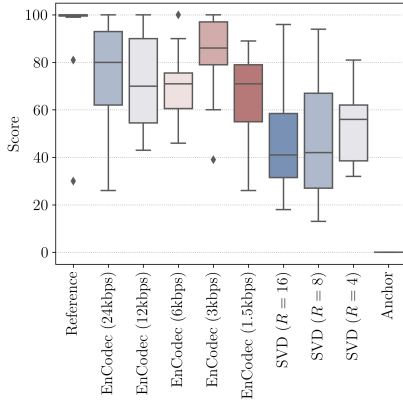 Score
100
80
60
40
20
0
Reference
EnCodec (24kbps)
EnCodec (12kbps)
EnCodec (6kbps)
EnCodec (3kbps)
EnCodec (1.5kbps)
SVD (R = 16)
SVD (R = 8)
SVD (R = 4)
Anchor